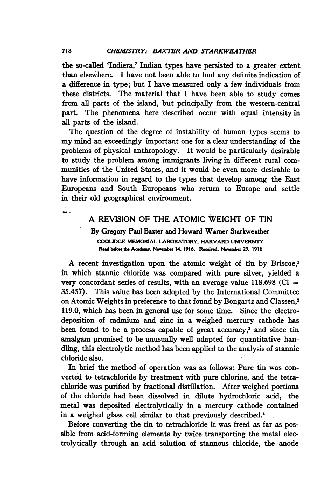 718 CHEMISTRY: BAXTER AND STARKWEATHER
the so-called 'Indiera.' Indian types have persisted to a greater extent
than elsewhere. I have not been able to find any definite indication of
a difference in type; but I have measured only a few individuals from
these districts. The material that I have been able to study comes
from all parts of the island, but principally from the western-central
part. The phenomena here described occur with equal intensity in
all parts of the island.
The question of the degree of instability of human types seems to
my mind an exceedingly important one for a clear understanding of the
problems of physical anthropology. It would be particularly desirable
to study the problem among immigrants living in different rural com-
munities of the United States, and it would be even more desirable to
have information in regard to the types that develop among the East
Europeans and South Europeans who return to Europe and settle
in their old geographical environment.
A REVISION OF THE ATOMIC WEIGHT OF TIN
By Gregory Paul Baxter and Howard Warner Starkweather
COOLIDGE MEMORIAL LABORATORY, HARVARD UNIVERSITY
Read before the Academy, November 14, 1916. Received, November 23, 1916
A recent investigation upon the atomic weight of tin by Briscoe,
in which stannic chloride was compared with pure silver, yielded a
very concordant series of results, with an average value 118.698 (Cl =
35.457). This value has been adopted by the International Committee
on Atomic Weights in preference to that found by Bongartz and Classen,
119.0, which has been in general use for some time. Since the electro-
deposition of cadmium and zinc in a weighed mercury cathode has
been found to be a process capable of great accuracy, and since tin
amalgam promised to be unusually well adapted for quantitative han-
dling, this electrolytic method has been applied to the analysis of stannic
chloride also.
In brief the method of operation was as follows: Pure tin was con-
verted to tetrachloride by treatment with pure chlorine, and the tetra-
chloride was purified by fractional distillation. After weighed portions
of the chloride had been dissolved in dilute hydrochloric acid, the
metal was deposited electrolytically in a mercury cathode contained
in a weighed glass cell similar to that previously described.
Before converting the tin to tetrachloride it was freed as far as pos-
sible from acid-forming elements by twice transporting the metal elec-
trolytically through an acid solution of stannous chloride, the anode